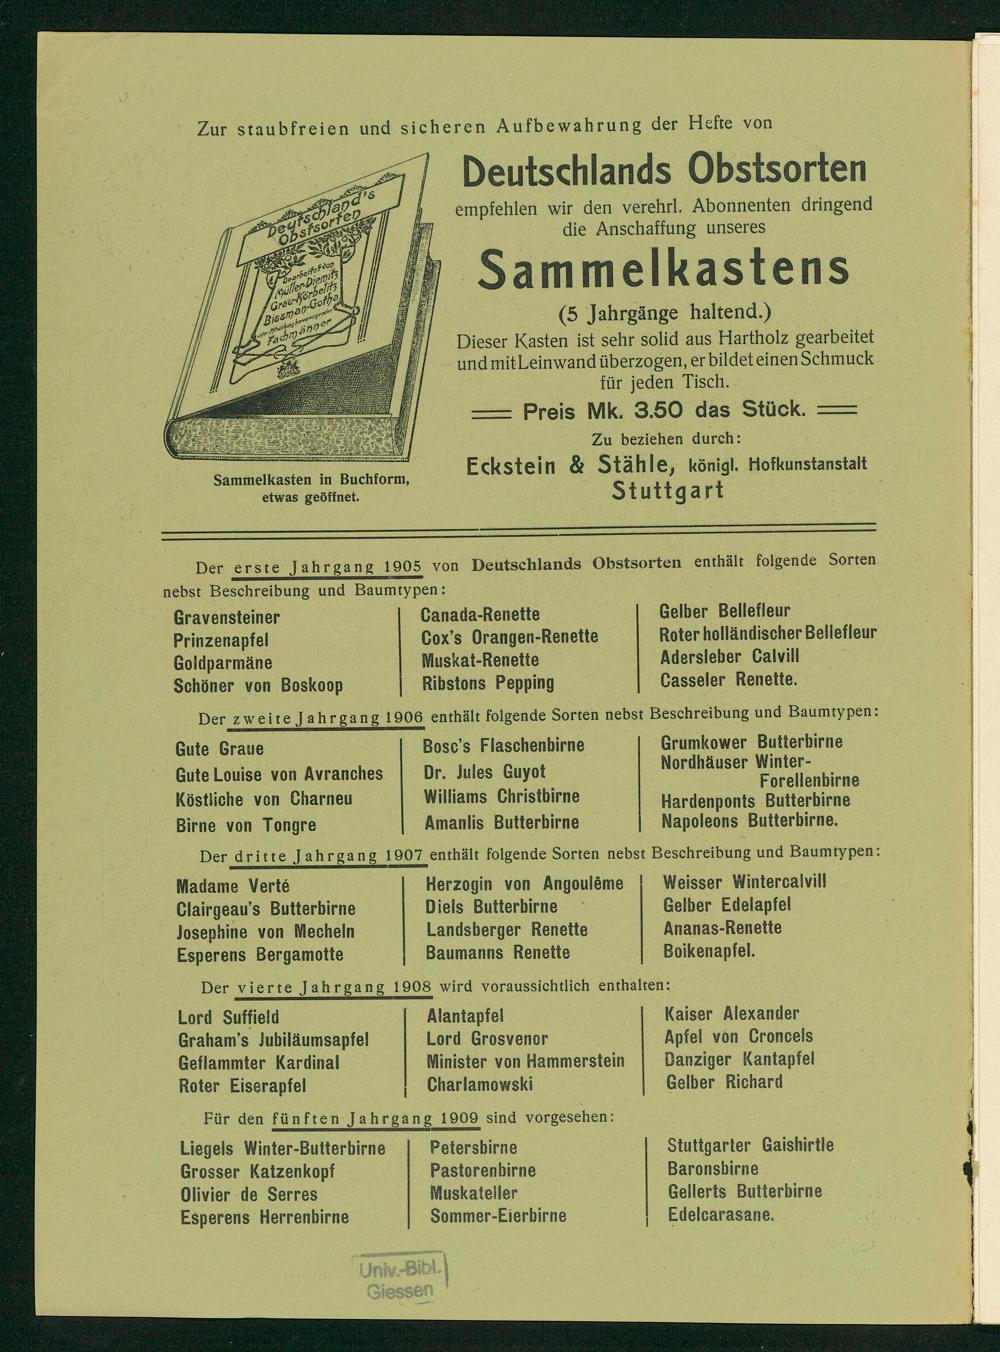 Zur staubfreien und sicheren Aufbewahrung der Hefte von
Deutschland's
Obstsorten
Bearbeitet von
Müller-Diemitz
Grau-Körbelitz
Bissman-Gotha
Fachmänner
Sammelkasten in Buchform,
etwas geöffnet.
Deutschlands Obstsorten
empfehlen wir den verehrl. Abonnenten dringend
die Anschaffung unseres
Sammelkastens
(5 Jahrgänge haltend.)
Dieser Kasten ist sehr solid aus Hartholz gearbeitet
und mit Leinwand überzogen, er bildet einen Schmuck
für jeden Tisch.
Preis Mk. 3.50 das Stück.
Zu beziehen durch:
Eckstein & Stähle, königl. Hofkunstanstalt
Stuttgart
Der erste Jahrgang 1905 von Deutschlands Obstsorten enthält folgende Sorten
nebst Beschreibung und Baumtypen:
Gravensteiner
Prinzenapfel
Goldparmäne
Schöner von Boskoop
Canada-Renette
Cox's Orangen-Renette
Muskat-Renette
Ribstons Pepping
Gelber Bellefleur
Roter holländischer Bellefleur
Adersleber Calvill
Casseler Renette.
Der zweite Jahrgang 1906 enthält folgende Sorten nebst Beschreibung und Baumtypen:
Gute Graue
Gute Louise von Avranches
Köstliche von Charneu
Birne von Tongre
Bosc's Flaschenbirne
Dr. Jules Guyot
Williams Christbirne
Amanlis Butterbirne
Grumkower Butterbirne
Nordhäuser Winter-
Forellenbirne
Hardenponts Butterbirne
Napoleons Butterbirne.
Der dritte Jahrgang 1907 enthält folgende Sorten nebst Beschreibung und Baumtypen:
Madame Verté
Clairgeau's Butterbirne
Josephine von Mecheln
Esperens Bergamotte
Herzogin von Angoulême
Diels Butterbirne
Landsberger Renette
Baumanns Renette
Weisser Wintercalvill
Gelber Edelapfel
Ananas-Renette
Boikenapfel.
Der vierte Jahrgang 1908 wird voraussichtlich enthalten:
Lord Suffield
Graham's Jubiläumsapfel
Geflammter Kardinal
Roter Eiserapfel
Alantapfel
Lord Grosvenor
Minister von Hammerstein
Charlamowski
Kaiser Alexander
Apfel von Croncels
Danziger Kantapfel
Gelber Richard
Für den fünften Jahrgang 1909 sind vorgesehen:
Liegels Winter-Butterbirne
Grosser Katzenkopf
Olivier de Serres
Esperens Herrenbirne
Petersbirne
Pastorenbirne
Muskateller
Sommer-Eierbirne
Stuttgarter Gaishirtle
Baronsbirne
Gellerts Butterbirne
Edelcarasane.
Univ.-Bibl.
Giessen